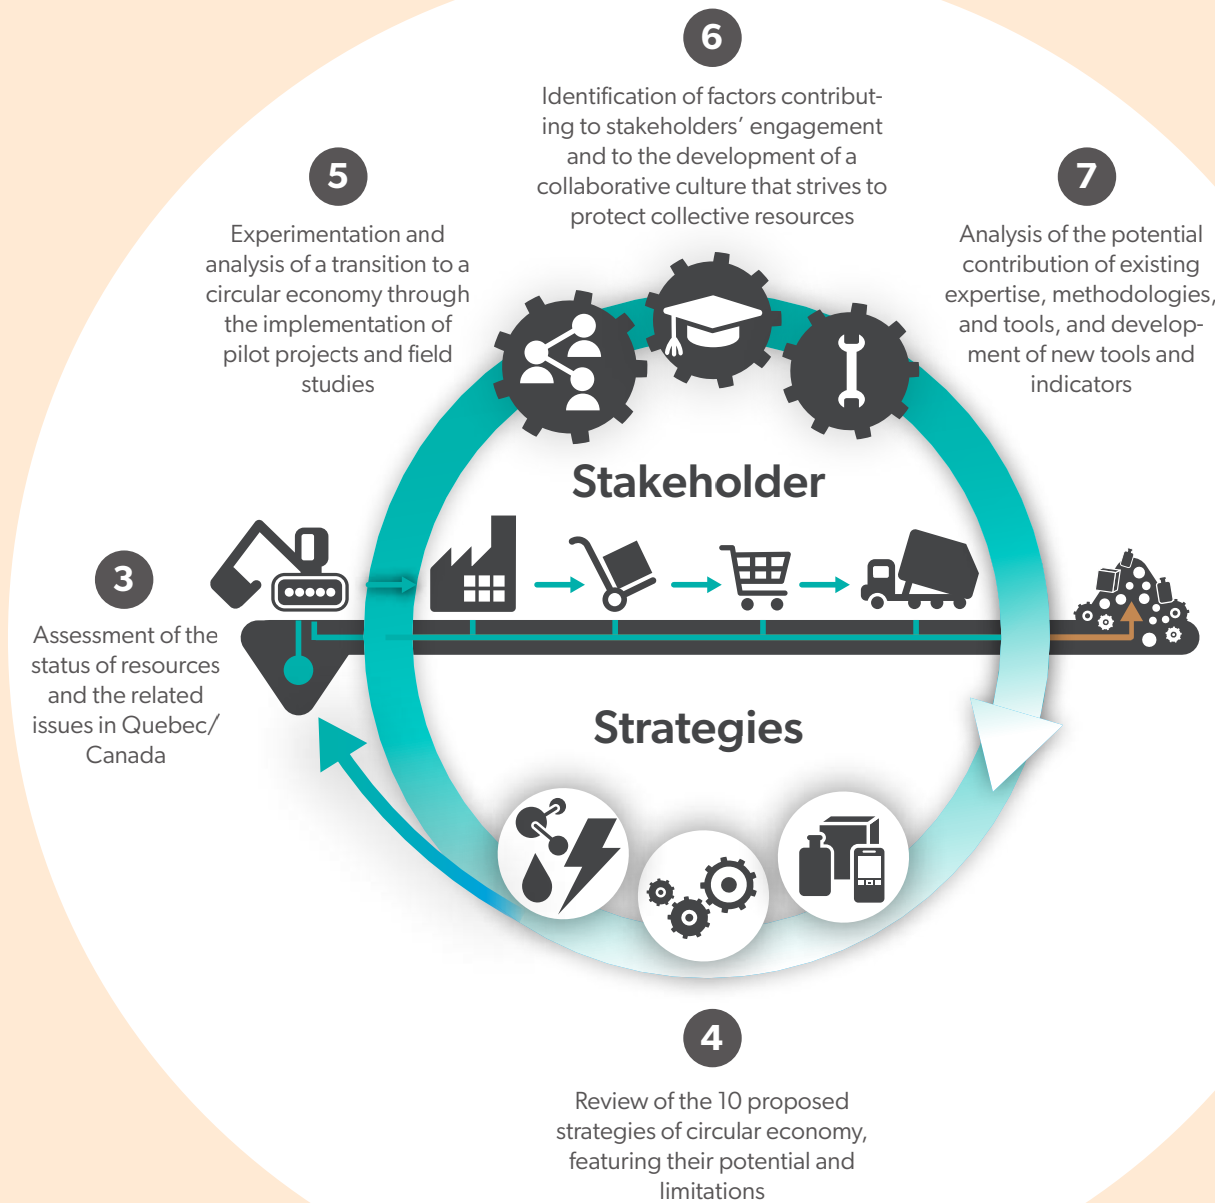 6
Identification of factors contribut-
ing to stakeholders’ engagement
and to the development of a
collaborative culture that strives to
protect collective resources
5
Experimentation and
analysis of a transition to a
circular economy through
the implementation of
pilot projects and field
studies
7
Analysis of the potential
contribution of existing
expertise, methodologies,
and tools, and develop-
ment of new tools and
indicators
Stakeholder
3
Assessment of the
status of resources
and the related
issues in Quebec/
Canada
Strategies
4
Review of the 10 proposed
strategies of circular economy,
featuring their potential and
limitations